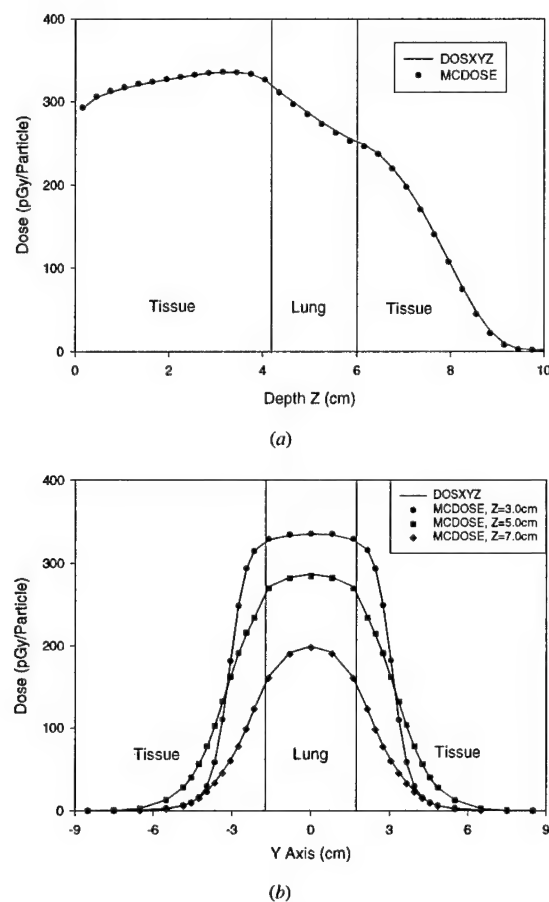 400
300
200
100
0
Dose (pGy/Particle)
DOSXYZ
MCDOSE
Tissue
Lung
Tissue
0 2 4 6 8 10
Depth Z (cm)
(a)
400
300
200
100
0
Dose (pGy/Particle)
DOSXYZ
MCDOSE, Z=3.0cm
MCDOSE, Z=5.0cm
MCDOSE, Z=7.0cm
Tissue
Lung
Tissue
-9 -6 -3 0 3 6 9
Y Axis (cm)
(b)